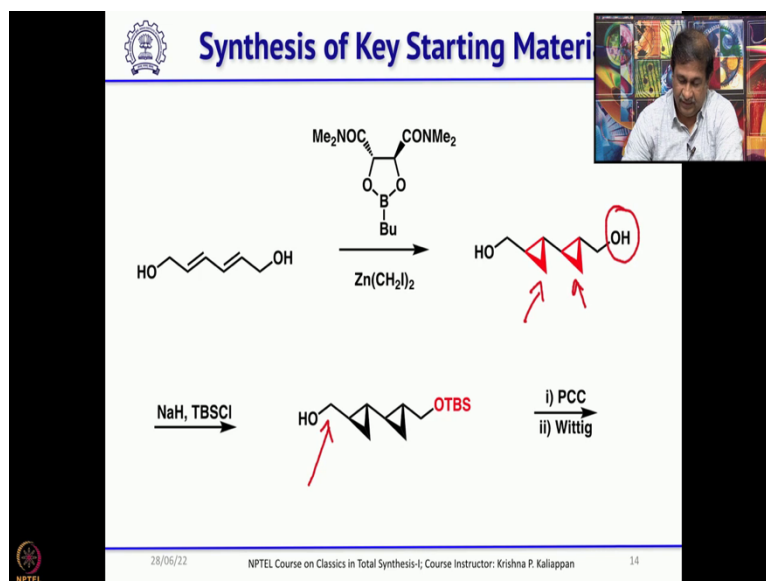 Synthesis of Key Starting Materi
Me₂NOC CONMe₂
O O
B
Bu
HO OH
Zn(CH₂I)₂
HO OH
NaH, TBSCl
HO OTBS
i) PCC
ii) Wittig
28/06/22 NPTEL Course on Classics in Total Synthesis-I; Course Instructor: Krishna P. Kaliappan 14
NPTEL